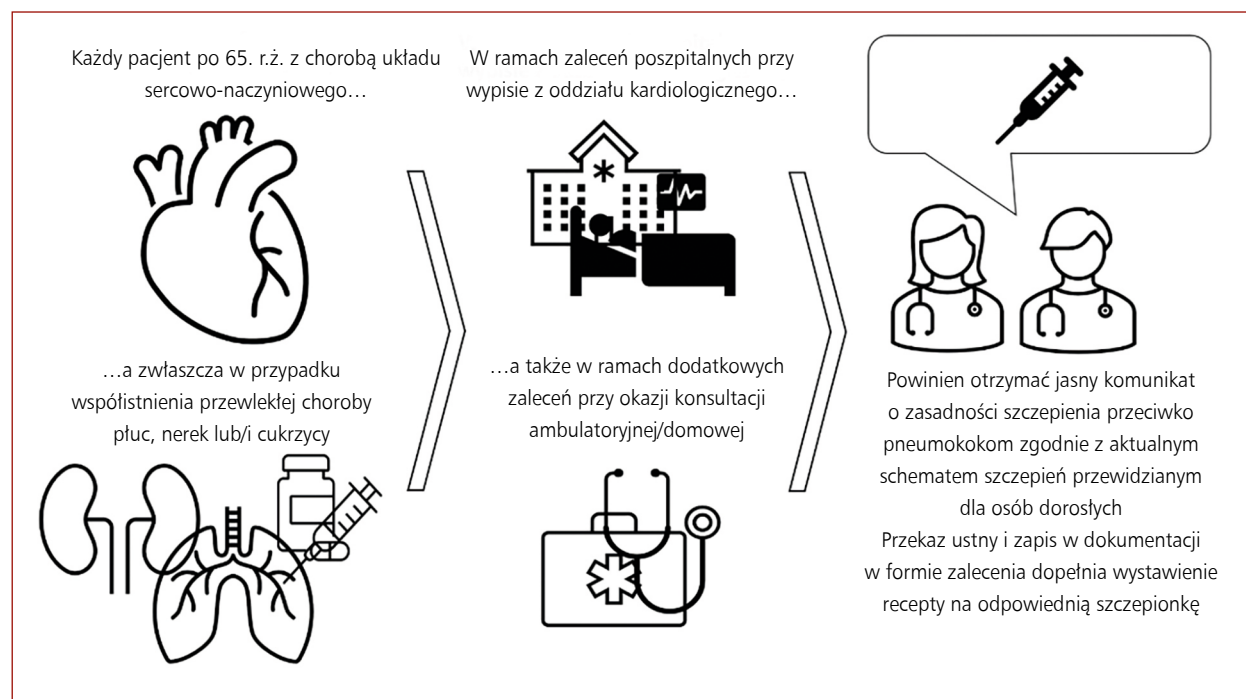 Każdy pacjent po 65. r.ż. z chorobą układu
sercowo-naczyniowego…
…a zwłaszcza w przypadku
współistnienia przewlekłej choroby
płuc, nerek lub/i cukrzycy
W ramach zaleceń poszpitalnych przy
wypisie z oddziału kardiologicznego…
…a także w ramach dodatkowych
zaleceń przy okazji konsultacji
ambulatoryjnej/domowej
Powinien otrzymać jasny komunikat
o zasadności szczepienia przeciwko
pneumokokom zgodnie z aktualnym
schematem szczepień przewidzianym
dla osób dorosłych
Przekaz ustny i zapis w dokumentacji
w formie zalecenia dopełnia wystawienie
recepty na odpowiednią szczepionkę